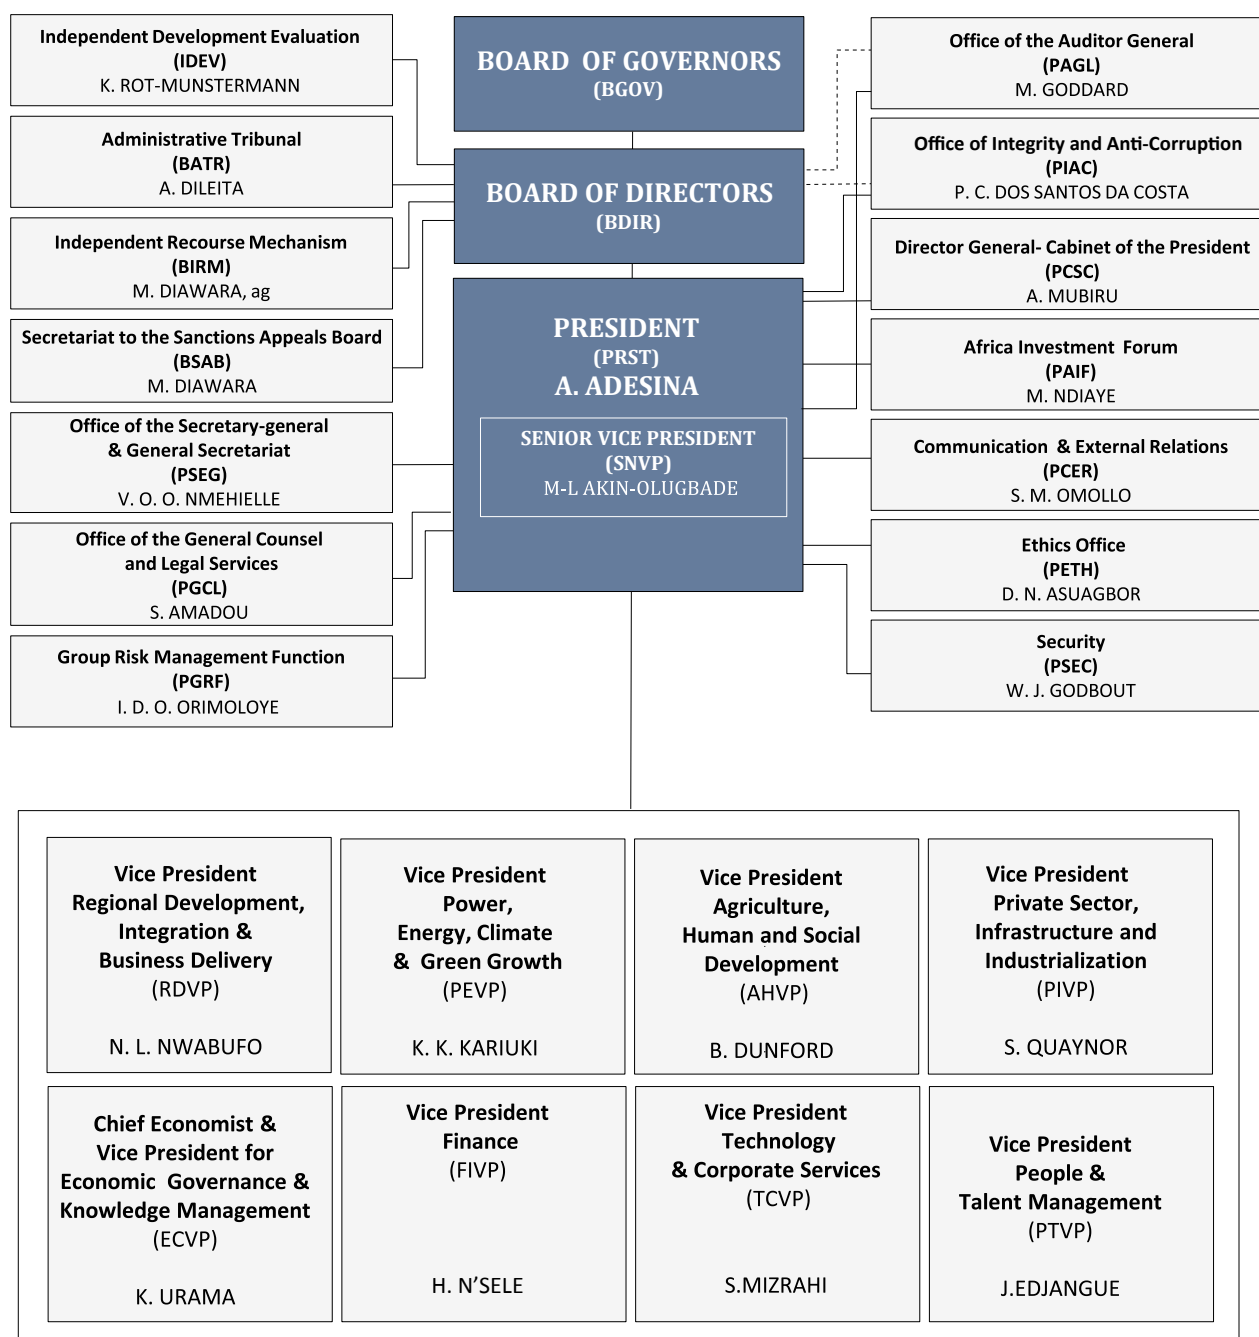 Independent Development Evaluation
(IDEV)
K. ROT-MUNSTERMANN
Administrative Tribunal
(BATR)
A. DILEITA
Independent Recourse Mechanism
(BIRM)
M. DIAWARA, ag
Secretariat to the Sanctions Appeals Board
(BSAB)
M. DIAWARA
Office of the Secretary-general
& General Secretariat
(PSEG)
V. O. O. NMEHIELLE
Office of the General Counsel
and Legal Services
(PGCL)
S. AMADOU
Group Risk Management Function
(PGRF)
I. D. O. ORIMOLOYE
BOARD OF GOVERNORS
(BGOV)
BOARD OF DIRECTORS
(BDIR)
PRESIDENT
(PRST)
A. ADESINA
SENIOR VICE PRESIDENT
(SNVP)
M-L AKIN-OLUGBADE
Office of the Auditor General
(PAGL)
M. GODDARD
Office of Integrity and Anti-Corruption
(PIAC)
P. C. DOS SANTOS DA COSTA
Director General- Cabinet of the President
(PCSC)
A. MUBIRU
Africa Investment Forum
(PAIF)
M. NDIAYE
Communication & External Relations
(PCER)
S. M. OMOLLO
Ethics Office
(PETH)
D. N. ASUAGBOR
Security
(PSEC)
W. J. GODBOUT
Vice President
Regional Development,
Integration &
Business Delivery
(RDVP)
N. L. NWABUFO
Vice President
Power,
Energy, Climate
& Green Growth
(PEVP)
K. K. KARIUKI
Vice President
Agriculture,
Human and Social
Development
(AHVP)
B. DUNFORD
Vice President
Private Sector,
Infrastructure and
Industrialization
(PIVP)
S. QUAYNOR
Chief Economist &
Vice President for
Economic Governance &
Knowledge Management
(ECVP)
K. URAMA
Vice President
Finance
(FIVP)
H. N’SELE
Vice President
Technology
& Corporate Services
(TCVP)
S.MIZRAHI
Vice President
People &
Talent Management
(PTVP)
J.EDJANGUE